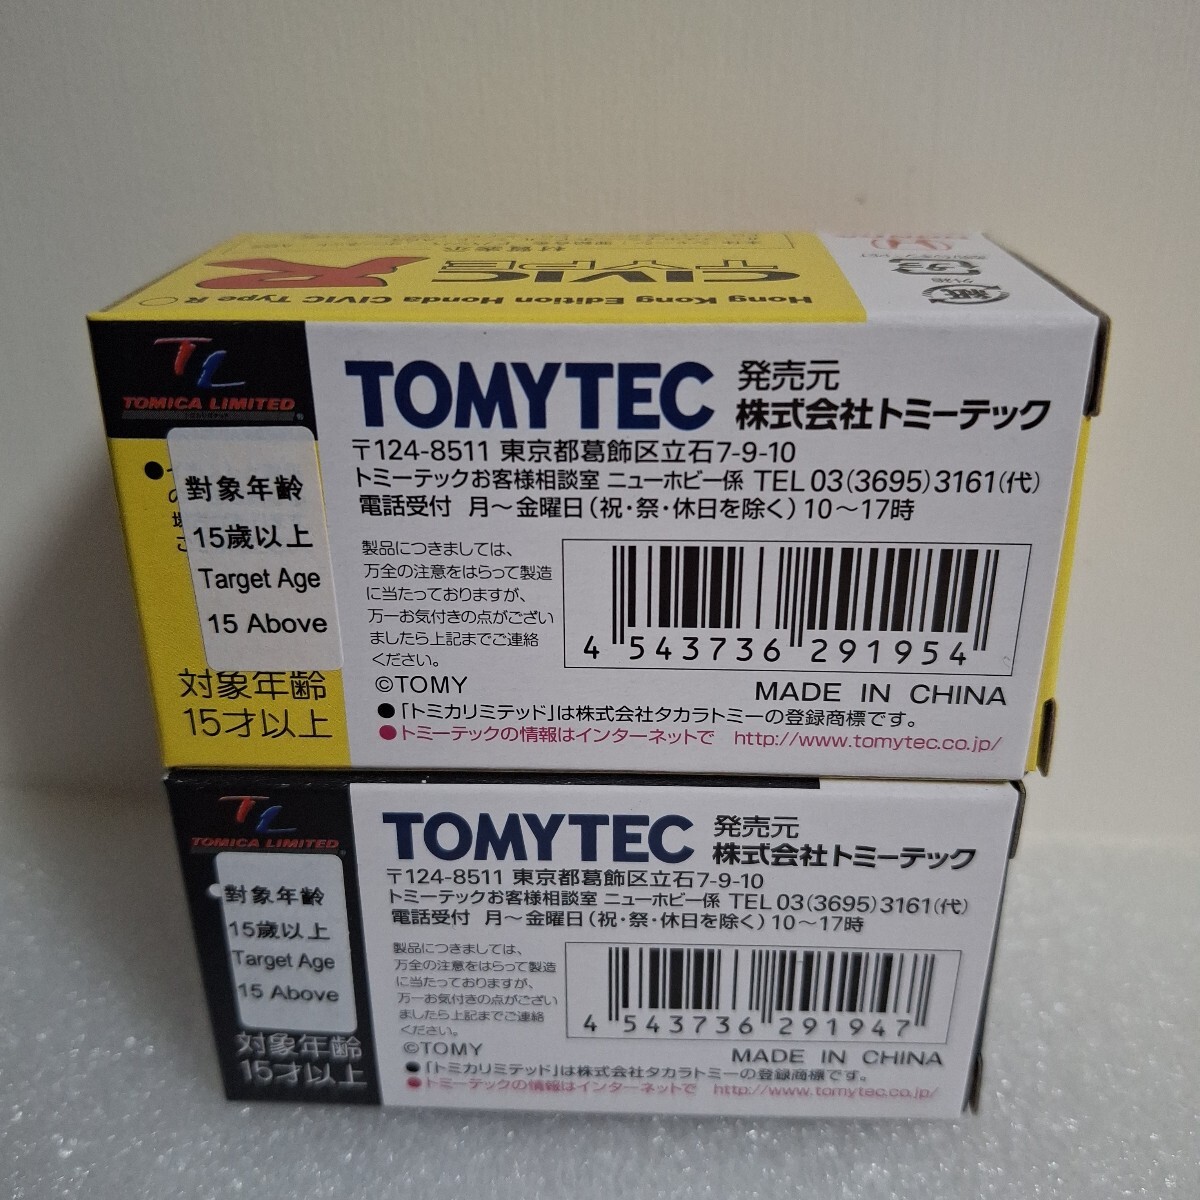 Hong Kong Edition Honda CIVIC Type R
CIVIC
TYPE R
材質表示
外箱
紙
TL
TOMICA LIMITED
TOMYTEC
発売元
株式会社トミーテック
〒124-8511 東京都葛飾区立石7-9-10
トミーテックお客様相談室 ニューホビー係 TEL 03(3695)3161(代)
電話受付 月～金曜日(祝・祭・休日を除く)10～17時
對象年齡
15歲以上
Target Age
15 Above
対象年齢
15才以上
製品につきましては、
万全の注意をはらって製造
に当たっておりますが、
万一お気付きの点がござい
ましたら上記までご連絡
ください。
©TOMY
4 543736 291954
MADE IN CHINA
●「トミカリミテッド」は株式会社タカラトミーの登録商標です。
●トミーテックの情報はインターネットで http://www.tomytec.co.jp/
TL
TOMICA LIMITED
TOMYTEC
発売元
株式会社トミーテック
〒124-8511 東京都葛飾区立石7-9-10
トミーテックお客様相談室 ニューホビー係 TEL 03(3695)3161(代)
電話受付 月～金曜日(祝・祭・休日を除く)10～17時
對象年齡
15歲以上
Target Age
15 Above
対象年齢
15才以上
製品につきましては、
万全の注意をはらって製造
に当たっておりますが、
万一お気付きの点がござい
ましたら上記までご連絡
ください。
©TOMY
4 543736 291947
MADE IN CHINA
●「トミカリミテッド」は株式会社タカラトミーの登録商標です。
●トミーテックの情報はインターネットで http://www.tomytec.co.jp/